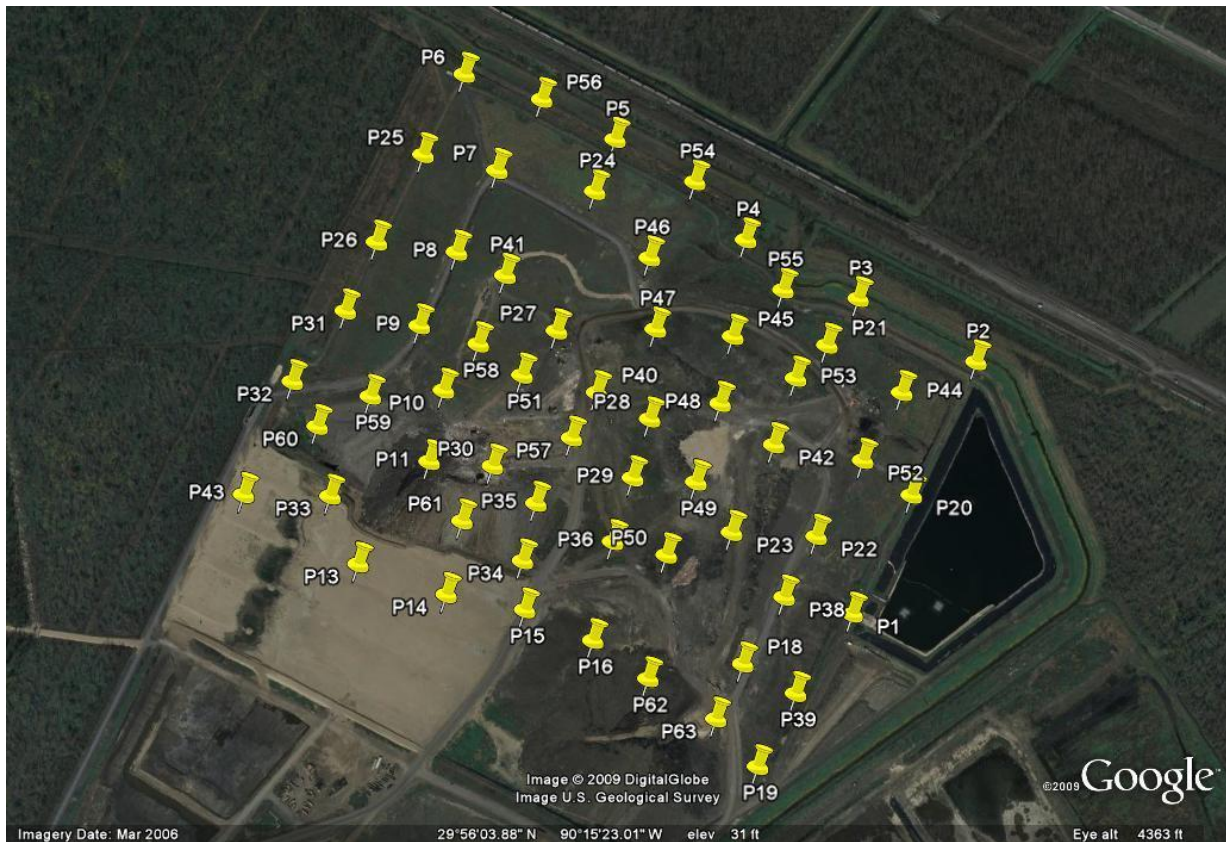 P6
P56
P5
P25
P7
P24
P54
P4
P46
P26
P8
P41
P55
P3
P47
P31
P9
P27
P45
P21
P2
P58
P40
P53
P32
P10
P51
P28
P48
P44
P59
P60
P11
P30
P57
P42
P52
P29
P43
P33
P61
P35
P49
P20
P36
P50
P23
P22
P13
P34
P14
P15
P38
P1
P16
P18
P62
P39
P63
P19
Image © 2009 DigitalGlobe
Image U.S. Geological Survey
©2009 Google™
Imagery Date: Mar 2006 29°56'03.88" N 90°15'23.01" W elev 31 ft Eye alt 4363 ft